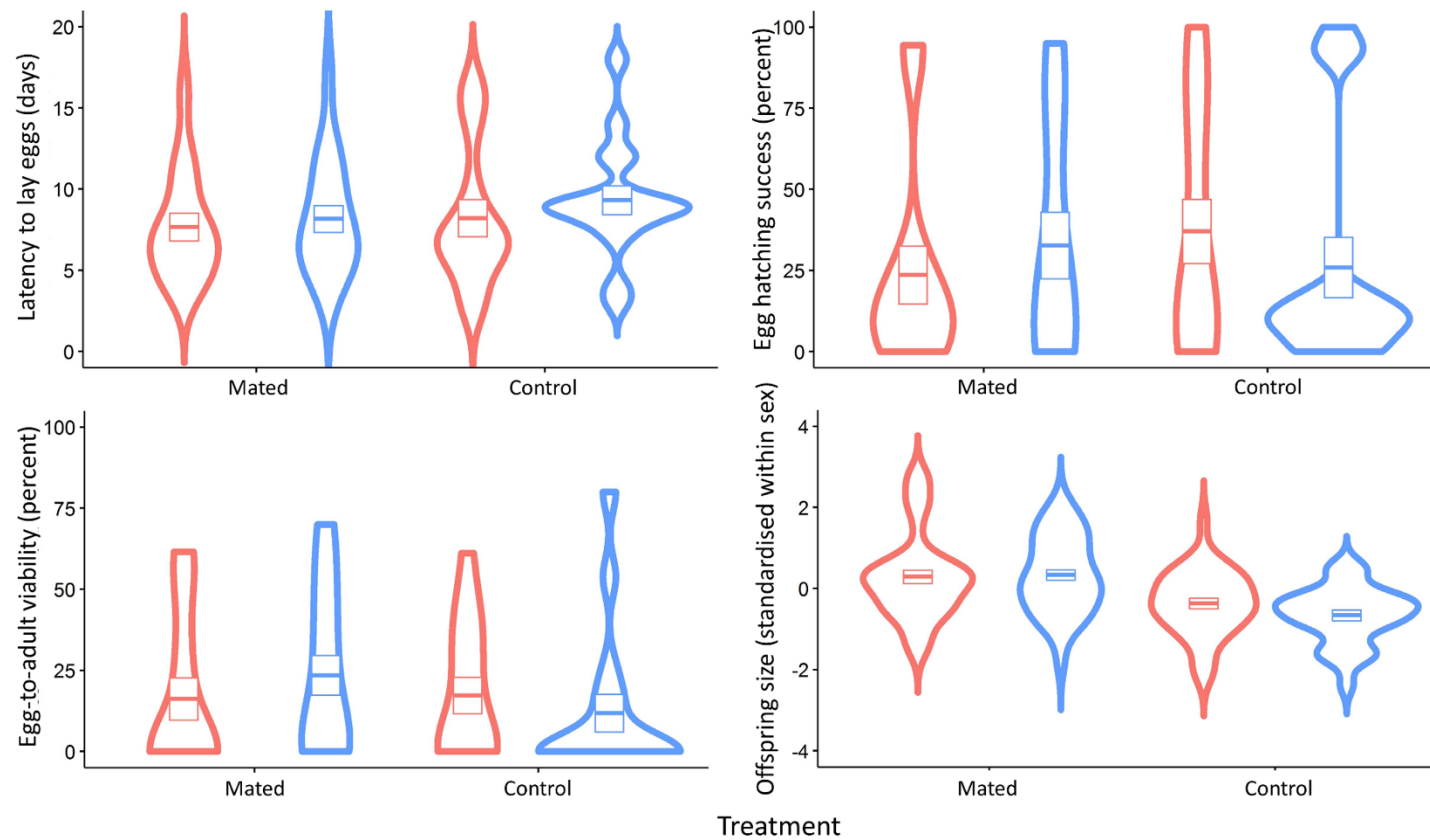 Latency to lay eggs (days)
20
15
10
5
0
Mated
Control
Egg hatching success (percent)
100
75
50
25
0
Mated
Control
Egg-to-adult viability (percent)
100
75
50
25
0
Mated
Control
Offspring size (standardised within sex)
4
2
0
-2
-4
Mated
Control
Treatment